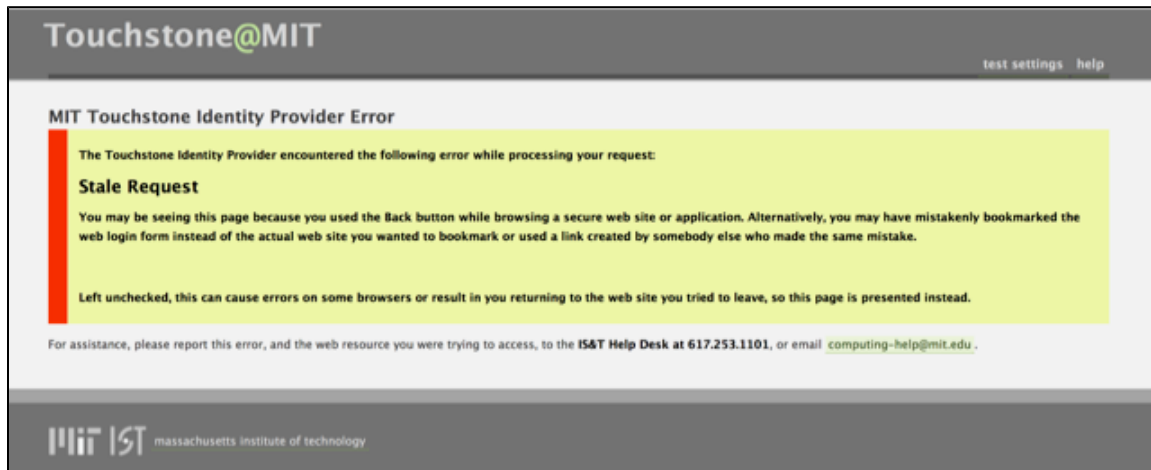 Touchstone@MIT
test settings help
MIT Touchstone Identity Provider Error
The Touchstone Identity Provider encountered the following error while processing your request:
Stale Request
You may be seeing this page because you used the Back button while browsing a secure web site or application. Alternatively, you may have mistakenly bookmarked the
web login form instead of the actual web site you wanted to bookmark or used a link created by somebody else who made the same mistake.
Left unchecked, this can cause errors on some browsers or result in you returning to the web site you tried to leave, so this page is presented instead.
For assistance, please report this error, and the web resource you were trying to access, to the IS&T Help Desk at 617.253.1101, or email computing-help@mit.edu.
MIT IST massachusetts institute of technology